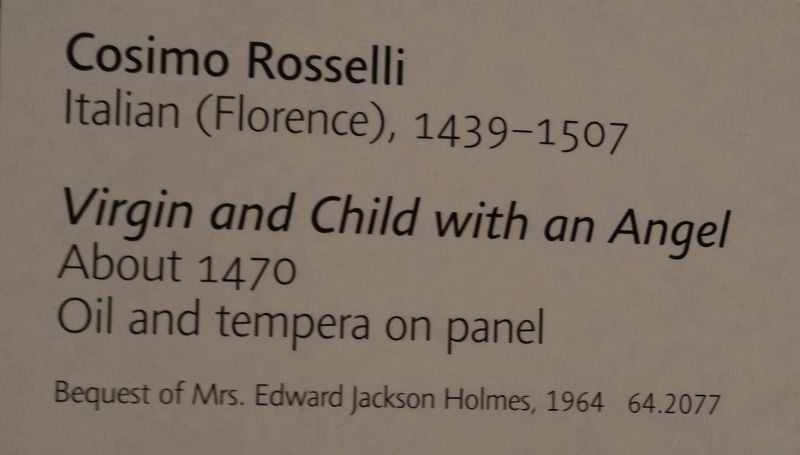 Cosimo Rosselli
Italian (Florence), 1439–1507
Virgin and Child with an Angel
About 1470
Oil and tempera on panel
Bequest of Mrs. Edward Jackson Holmes, 1964 64.2077